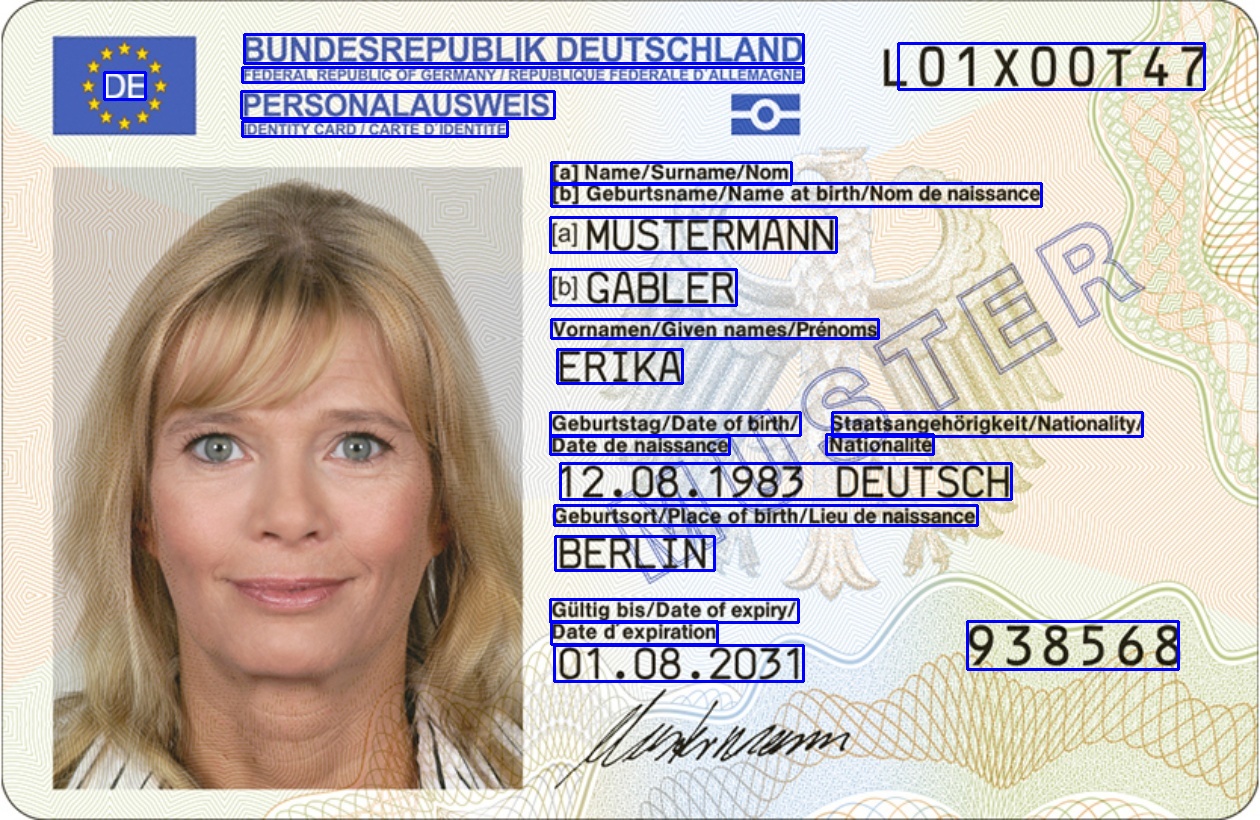 BUNDESREPUBLIK DEUTSCHLAND
FEDERAL REPUBLIC OF GERMANY / RÉPUBLIQUE FÉDÉRALE D'ALLEMAGNE
DE
L01X00T47
PERSONALAUSWEIS
IDENTITY CARD / CARTE D'IDENTITÉ
[a] Name/Surname/Nom
[b] Geburtsname/Name at birth/Nom de naissance
[a] MUSTERMANN
[b] GABLER
Vornamen/Given names/Prénoms
ERIKA
Geburtstag/Date of birth/ Staatsangehörigkeit/Nationality/
Date de naissance Nationalité
12.08.1983 DEUTSCH
Geburtsort/Place of birth/Lieu de naissance
BERLIN
MUSTER
Gültig bis/Date of expiry/
Date d'expiration
01.08.2031
938568
Mustermann